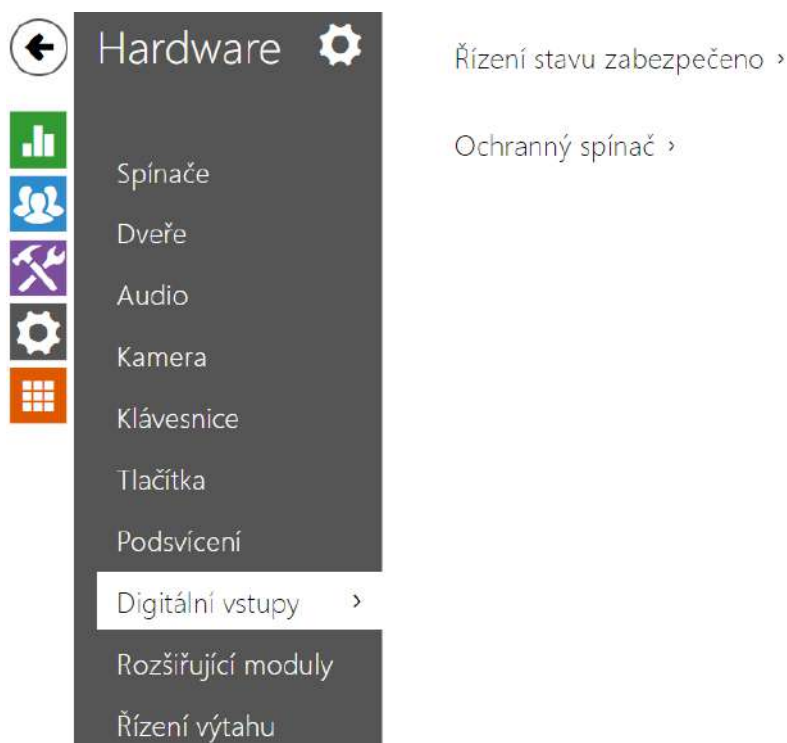 Hardware
Spínače
Dveře
Audio
Kamera
Klávesnice
Tlačítka
Podsvícení
Digitální vstupy ›
Rozšiřující moduly
Řízení výtahu
Řízení stavu zabezpečeno ›
Ochranný spínač ›